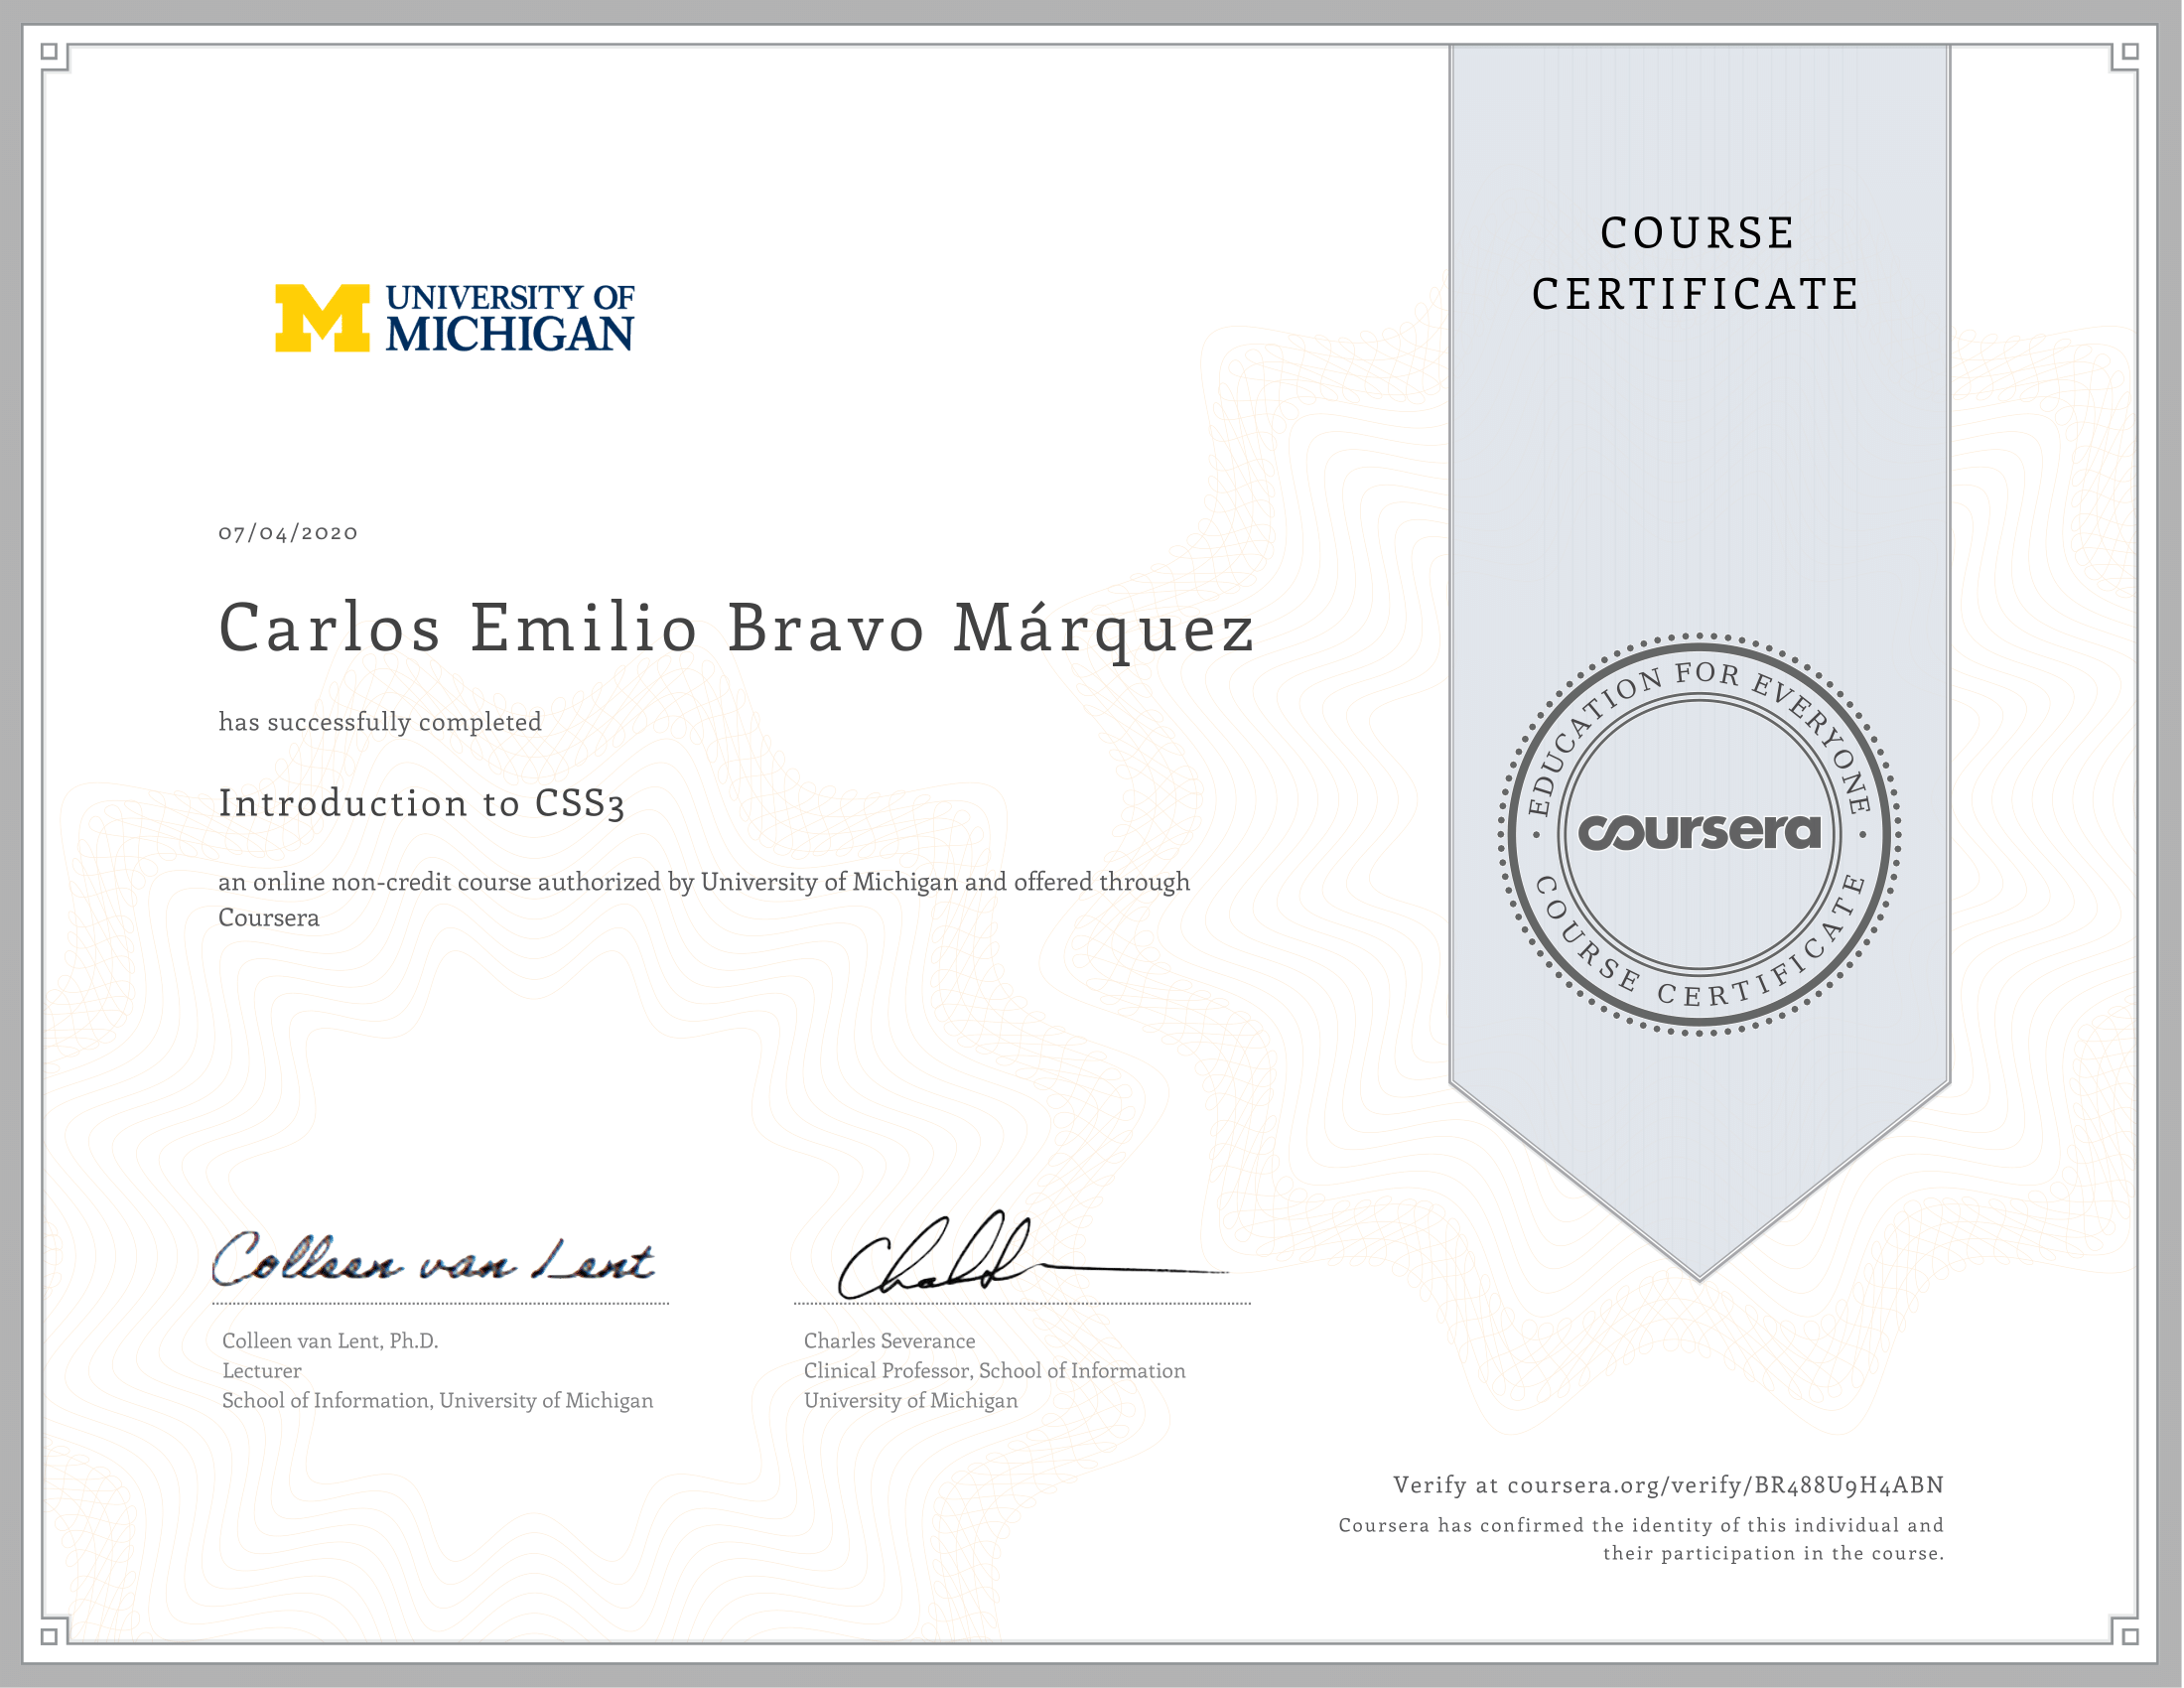 UNIVERSITY OF
MICHIGAN
COURSE
CERTIFICATE
07/04/2020
Carlos Emilio Bravo Márquez
has successfully completed
Introduction to CSS3
an online non-credit course authorized by University of Michigan and offered through
Coursera
EDUCATION FOR EVERYONE
coursera
COURSE CERTIFICATE
Colleen van Lent
Colleen van Lent, Ph.D.
Lecturer
School of Information, University of Michigan
Charles Severance
Clinical Professor, School of Information
University of Michigan
Verify at coursera.org/verify/BR488U9H4ABN
Coursera has confirmed the identity of this individual and
their participation in the course.